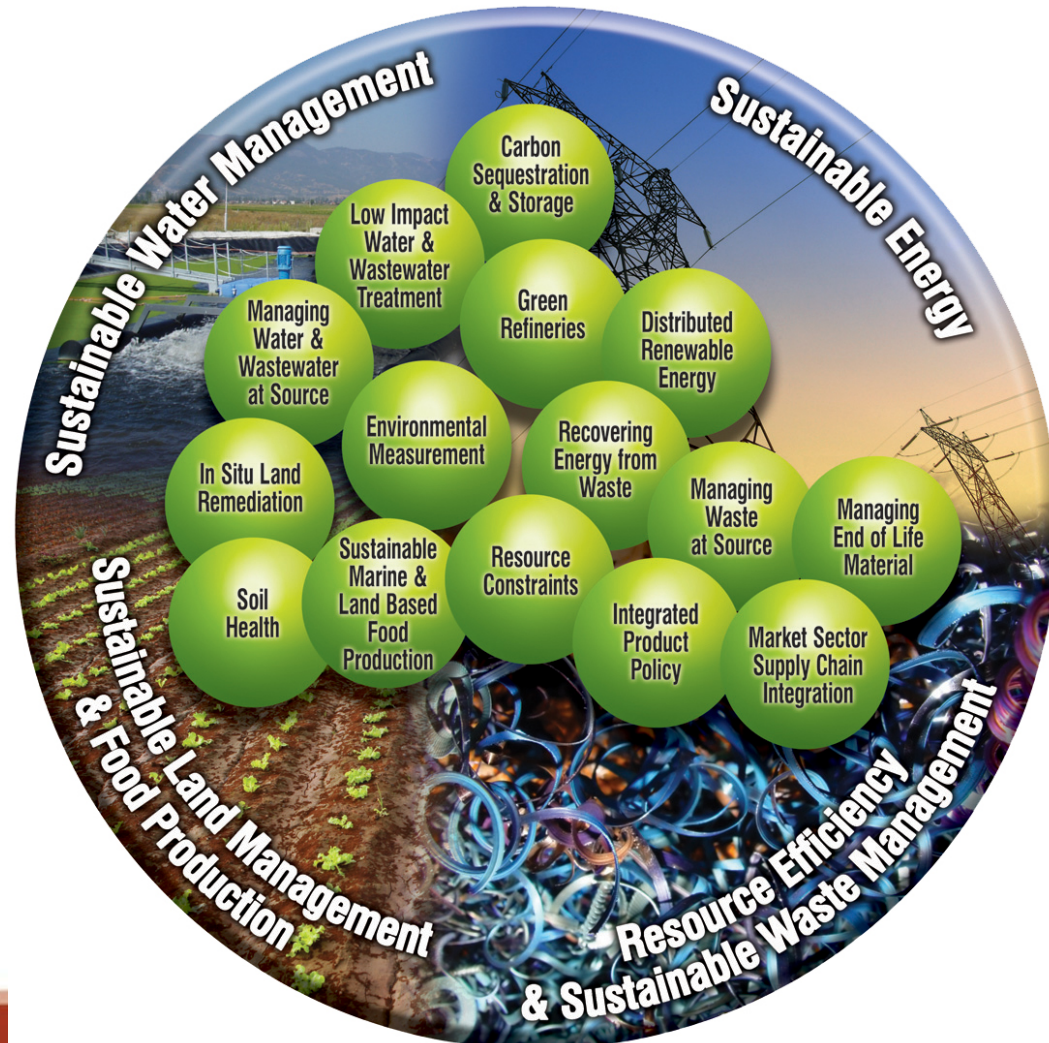 Sustainable Water Management
Sustainable Energy
Carbon
Sequestration
& Storage
Low Impact
Water &
Wastewater
Treatment
Green
Refineries
Distributed
Renewable
Energy
Managing
Water &
Wastewater
at Source
Environmental
Measurement
Recovering
Energy from
Waste
In Situ Land
Remediation
Managing
Waste
at Source
Managing
End of Life
Material
Soil
Health
Sustainable
Marine &
Land Based
Food
Production
Resource
Constraints
Integrated
Product
Policy
Market Sector
Supply Chain
Integration
Sustainable Land Management
& Food Production
Resource Efficiency
& Sustainable Waste Management